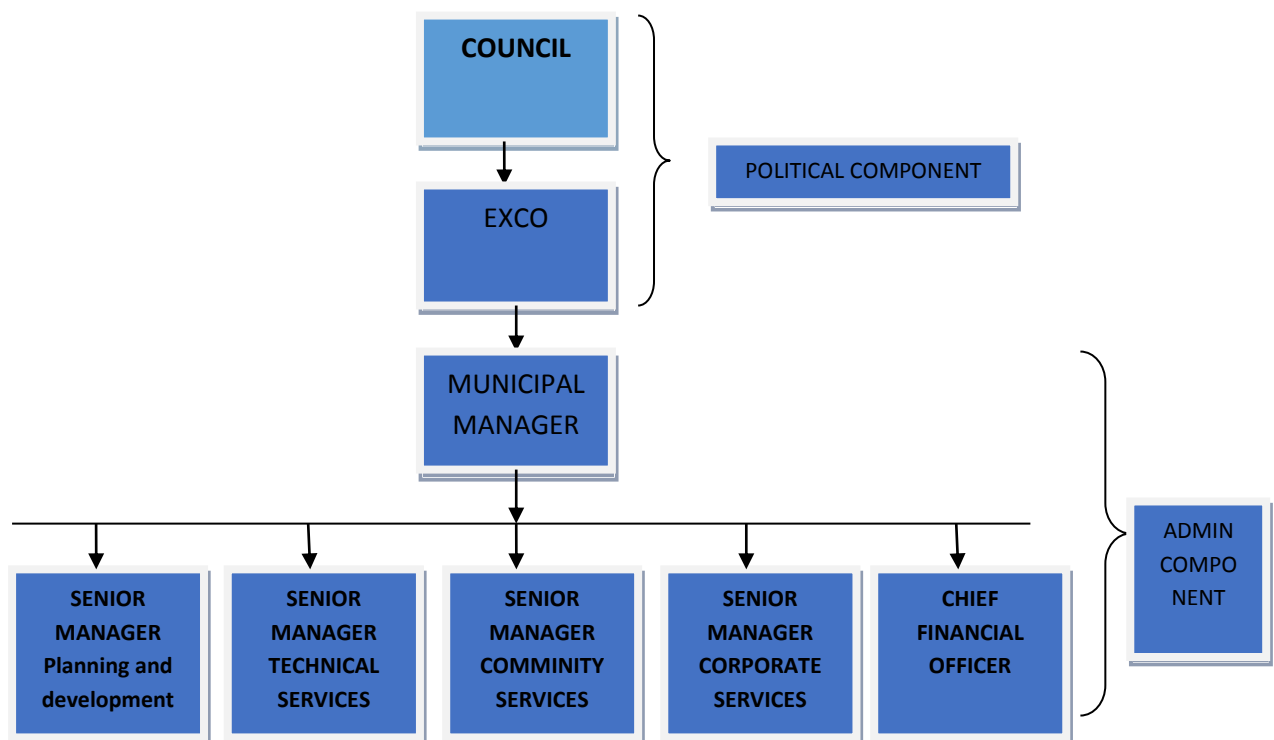 COUNCIL
POLITICAL COMPONENT
EXCO
MUNICIPAL
MANAGER
ADMIN
COMPO
NENT
SENIOR
MANAGER
Planning and
development
SENIOR
MANAGER
TECHNICAL
SERVICES
SENIOR
MANAGER
COMMINITY
SERVICES
SENIOR
MANAGER
CORPORATE
SERVICES
CHIEF
FINANCIAL
OFFICER